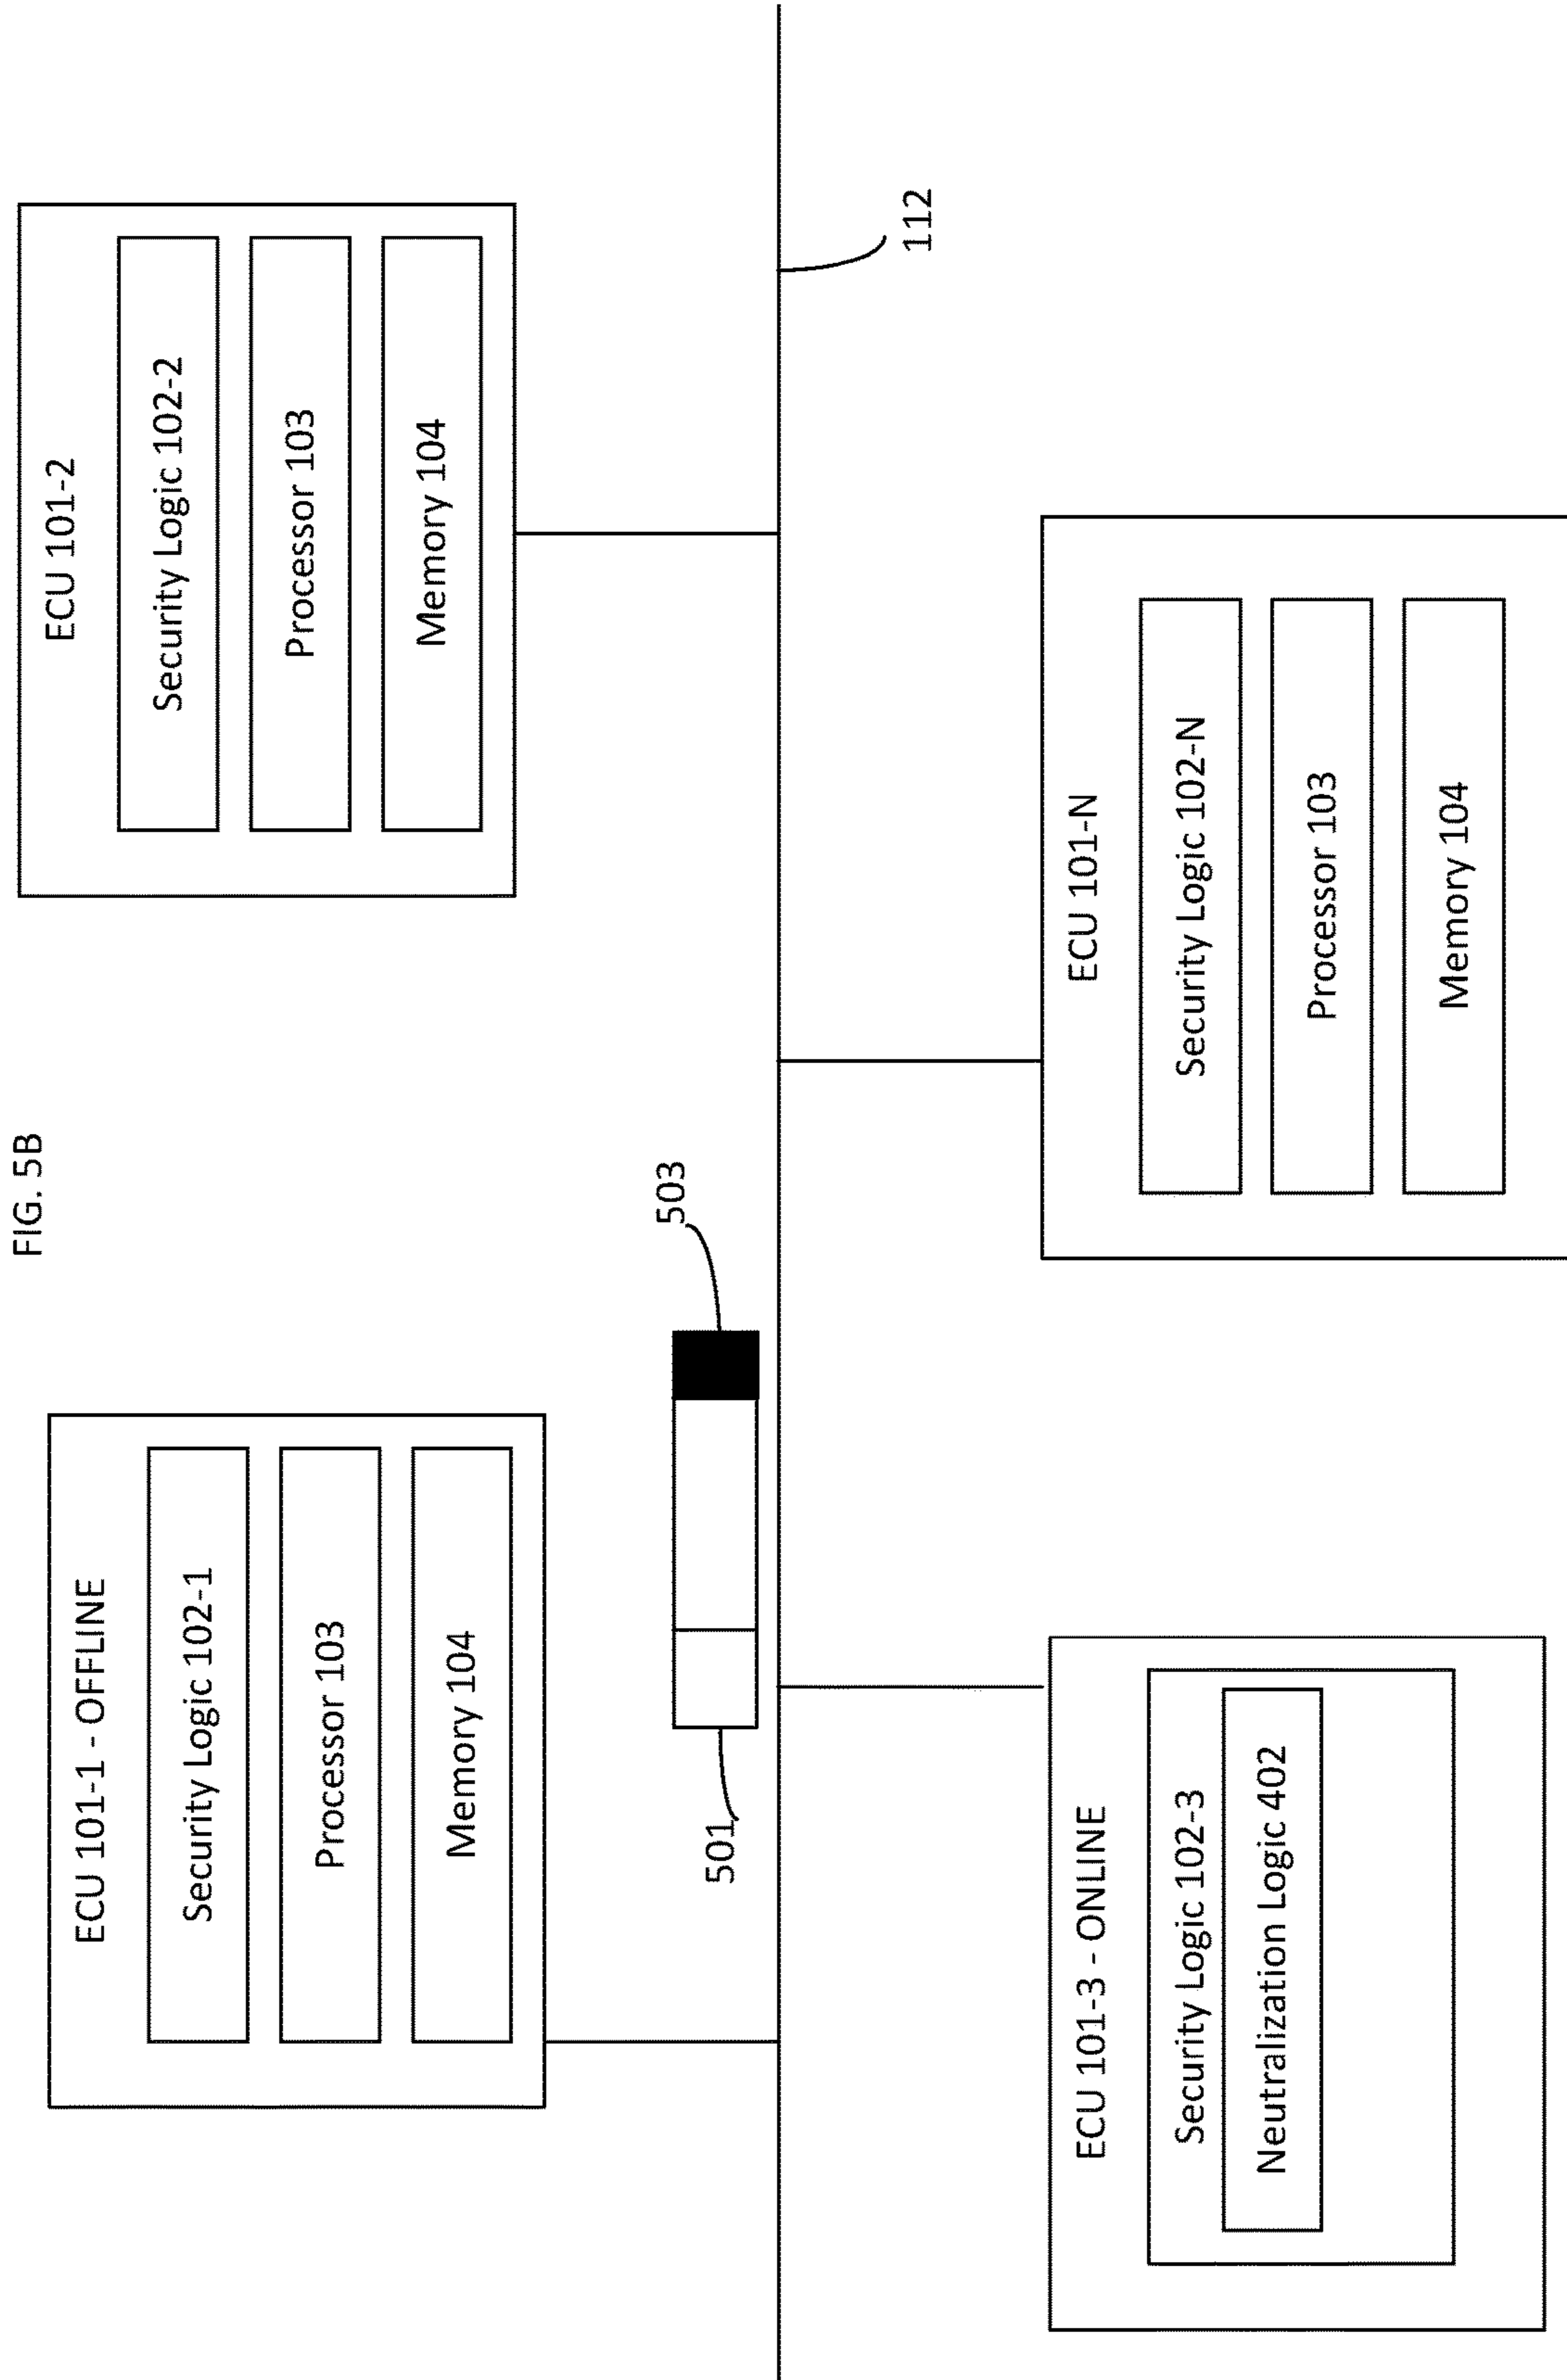 FIG. 5B
ECU 101-1 - OFFLINE
Security Logic 102-1
Processor 103
Memory 104
ECU 101-2
Security Logic 102-2
Processor 103
Memory 104
501
503
112
ECU 101-3 - ONLINE
Security Logic 102-3
Neutralization Logic 402
ECU 101-N
Security Logic 102-N
Processor 103
Memory 104